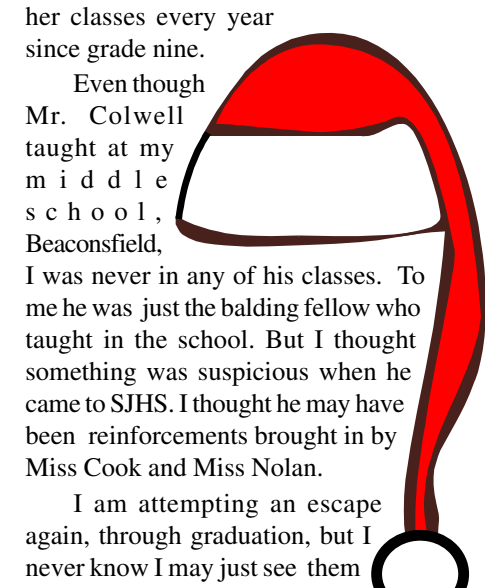 her classes every year
since grade nine.
Even though
Mr. Colwell
taught at my
middle
school,
Beaconsfield,
I was never in any of his classes. To
me he was just the balding fellow who
taught in the school. But I thought
something was suspicious when he
came to SJHS. I thought he may have
been reinforcements brought in by
Miss Cook and Miss Nolan.
I am attempting an escape
again, through graduation, but I
never know I may just see them